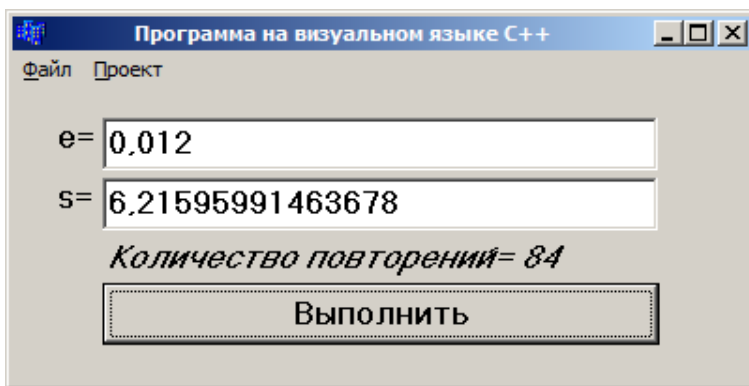 Программа на визуальном языке C++
Файл Проект
e= 0,012
s= 6,21595991463678
Количество повторений= 84
Выполнить